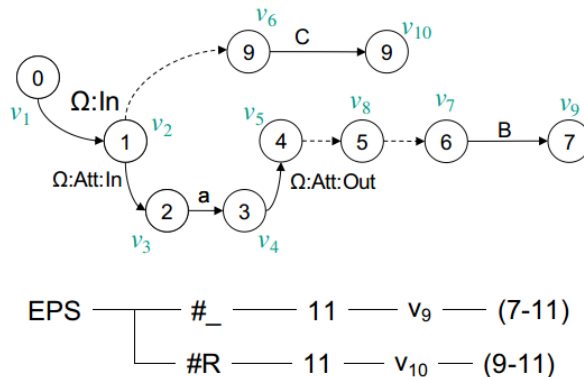 v₆ C v₁₀
9 9
0
v₁ Ω:In
1 v₂
v₅ v₈ v₇ v₉
4 5 6 B 7
Ω:Att:In Ω:Att:Out
2 a 3
v₃ v₄
EPS #_ 11 v₉ (7-11)
#R 11 v₁₀ (9-11)